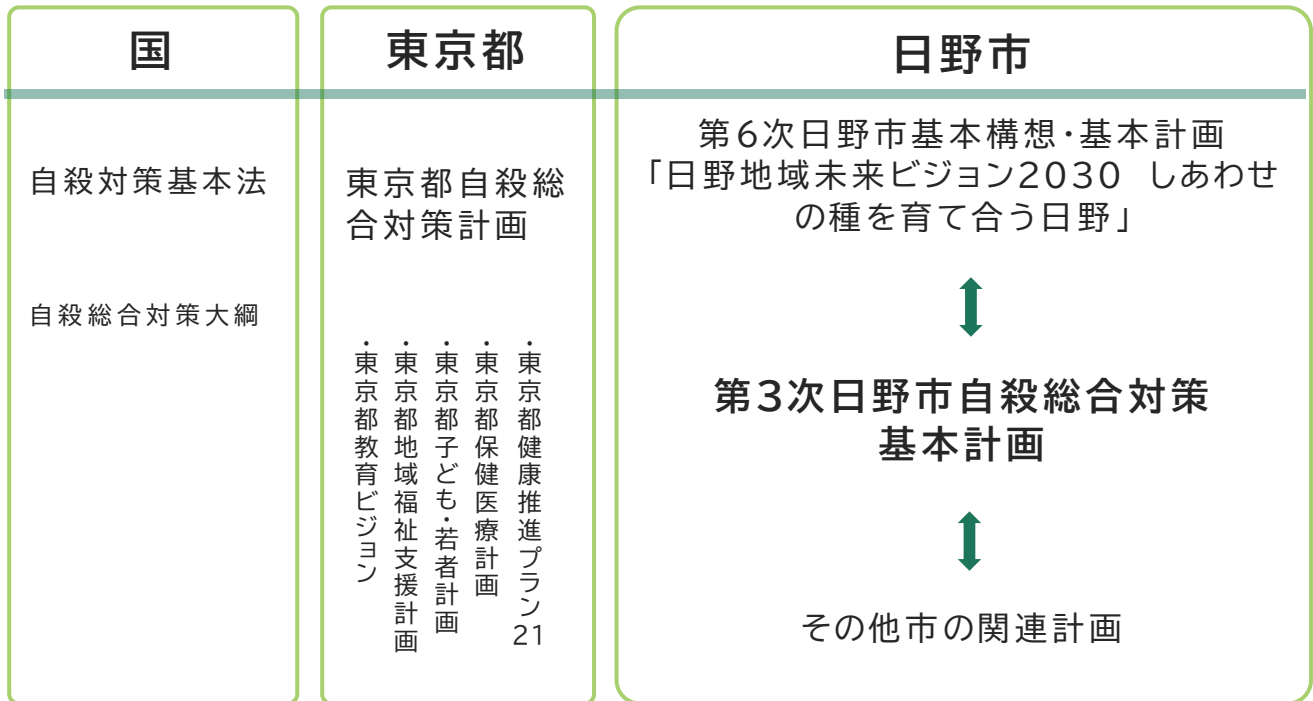 国
自殺対策基本法
自殺総合対策大綱
東京都
東京都自殺総
合対策計画
・東京都健康推進プラン21
・東京都保健医療計画
・東京都子ども・若者計画
・東京都地域福祉支援計画
・東京都教育ビジョン
日野市
第6次日野市基本構想・基本計画
「日野地域未来ビジョン2030　しあわせ
の種を育て合う日野」
第3次日野市自殺総合対策
基本計画
その他市の関連計画